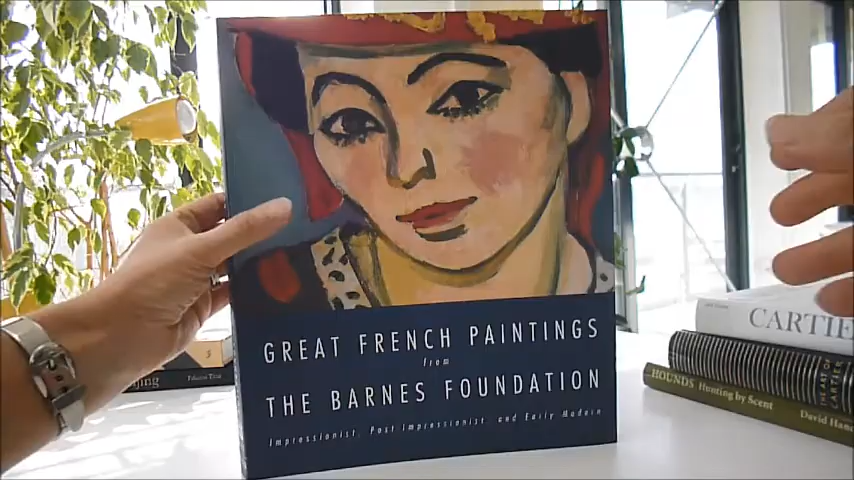 GREAT FRENCH PAINTINGS
from
THE BARNES FOUNDATION
Impressionist, Post Impressionist, and Early Modern
CARTIE
HOUNDS Hunting by Scent
David Hanc